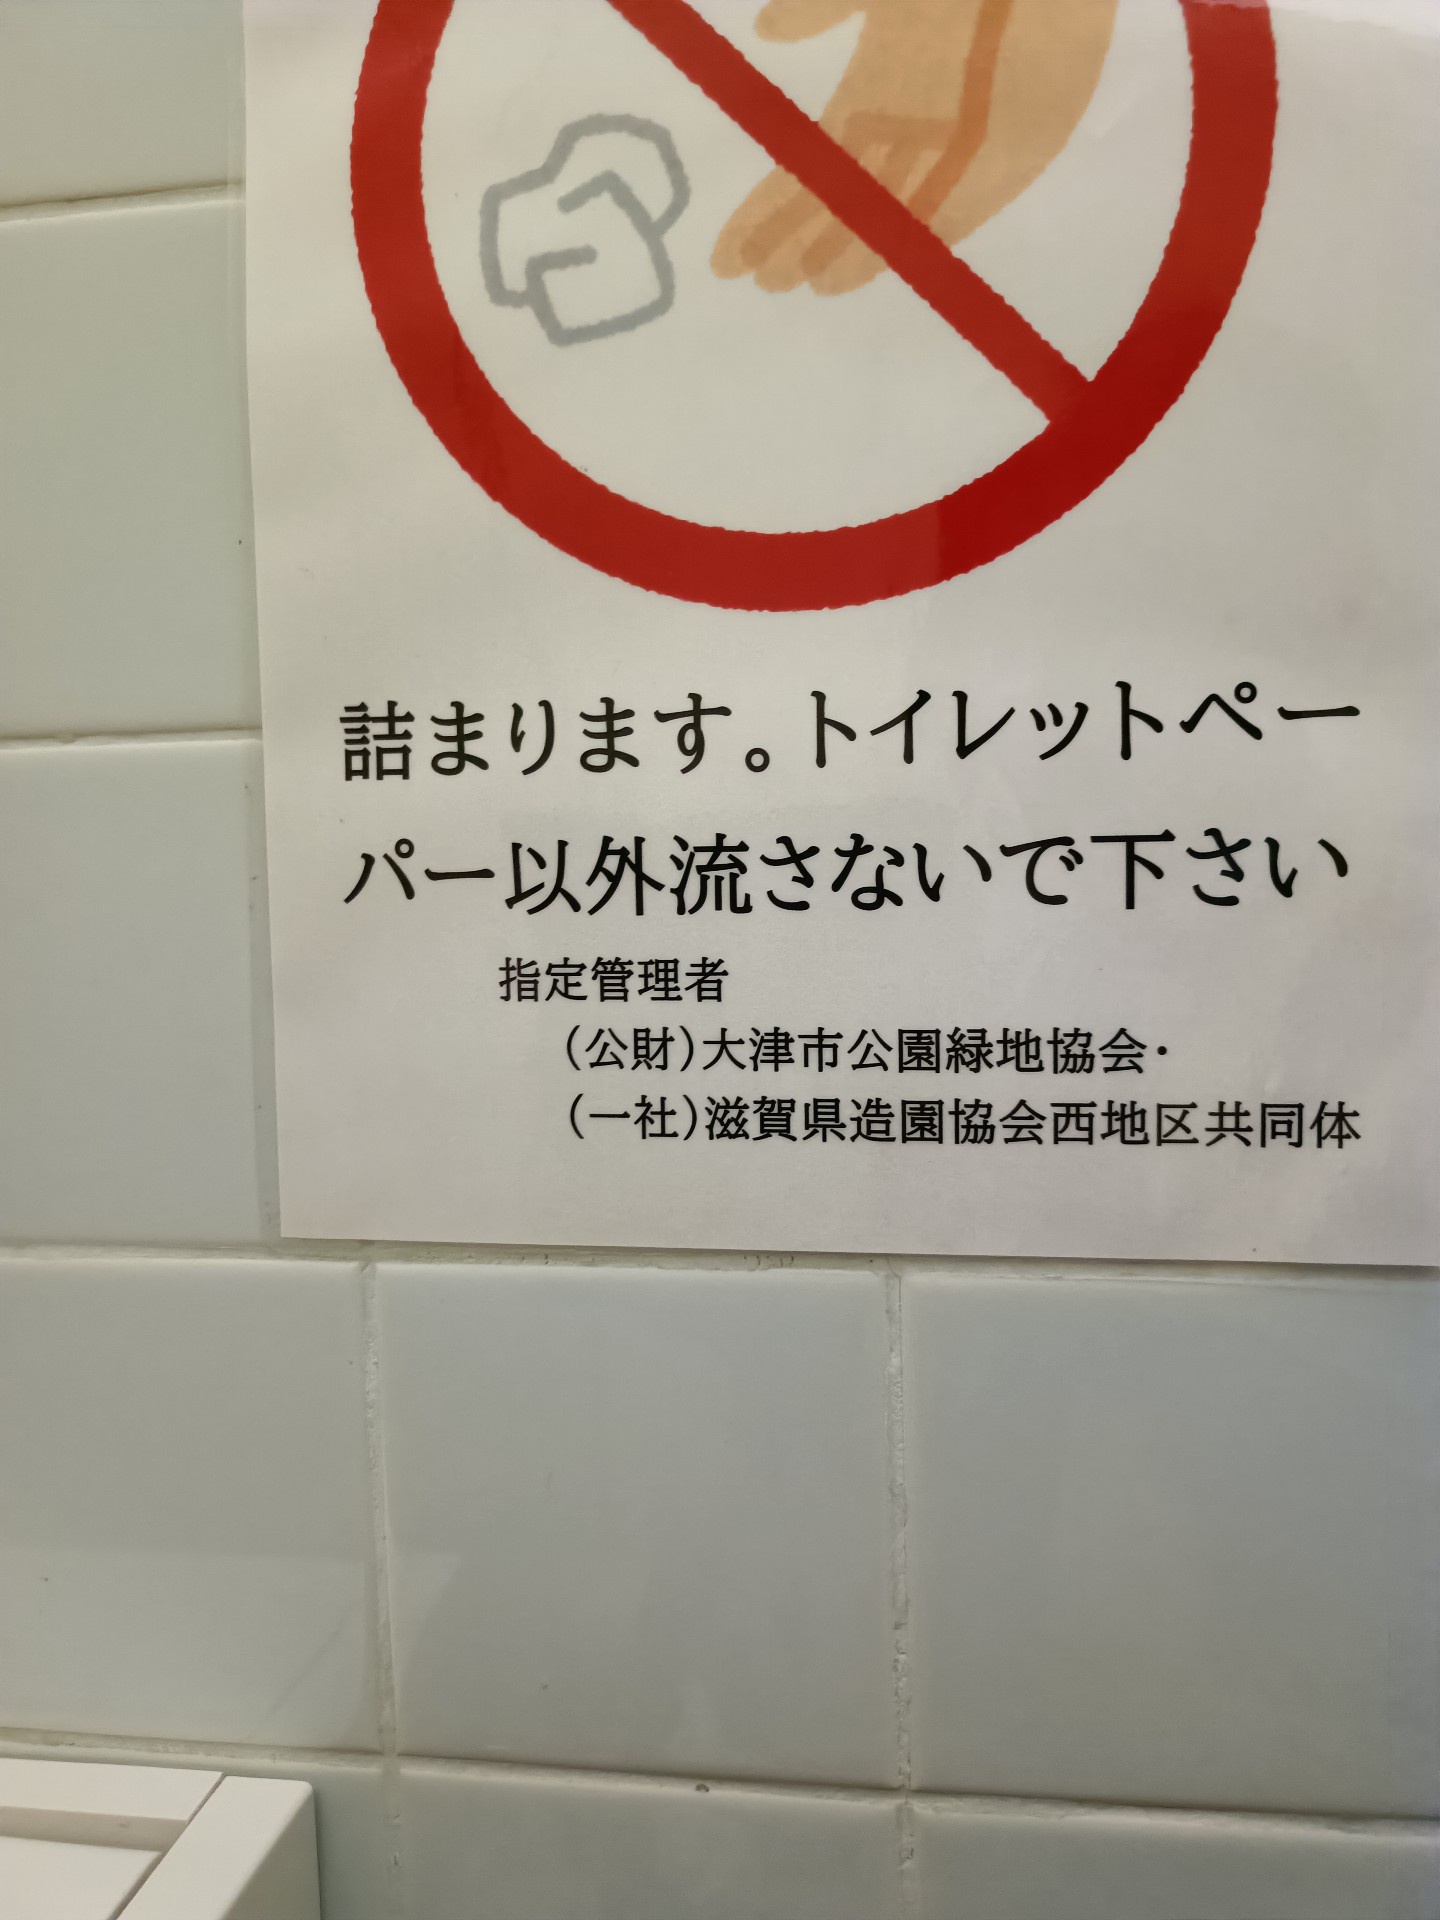 詰まります。トイレットペー
パー以外流さないで下さい
指定管理者
(公財)大津市公園緑地協会・
(一社)滋賀県造園協会西地区共同体